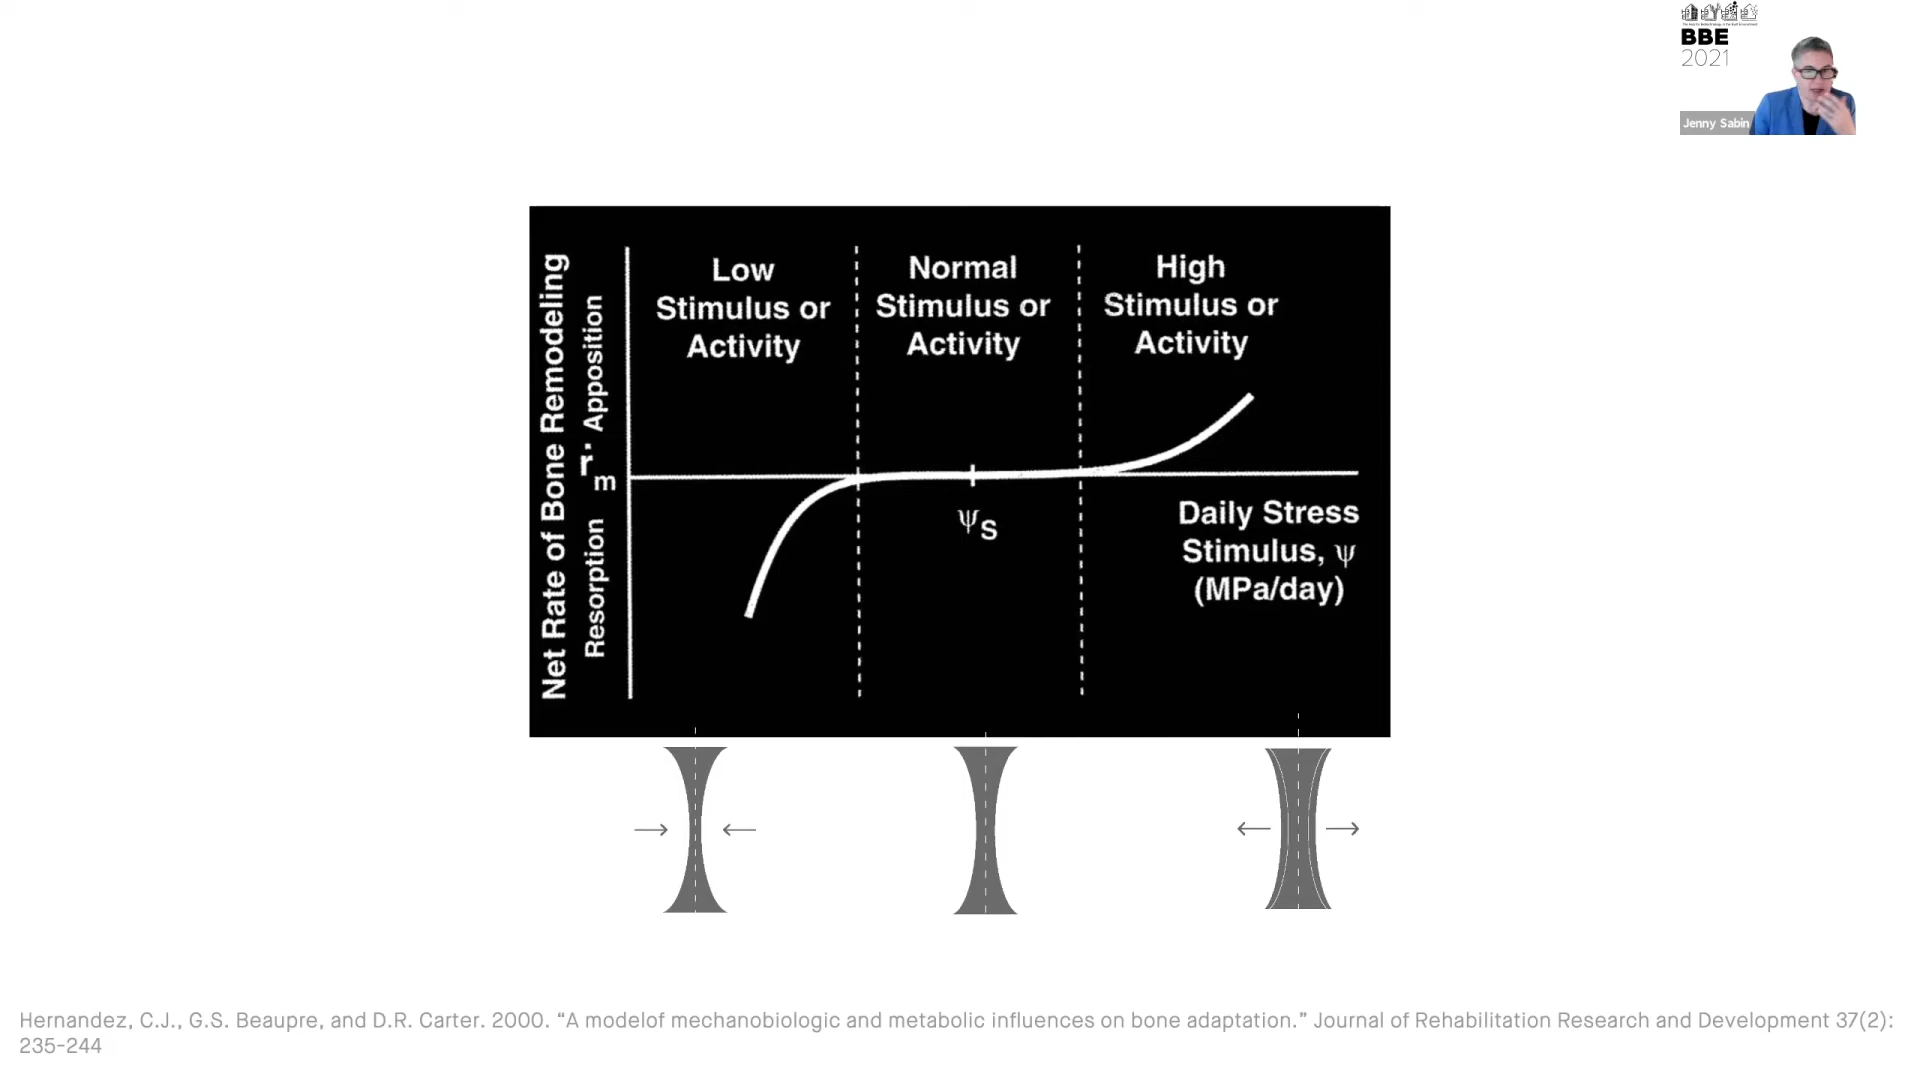 BBE
2021
Jenny Sabin
Low
Stimulus or
Activity
Normal
Stimulus or
Activity
High
Stimulus or
Activity
Net Rate of Bone Remodeling
Apposition
ṙm
Resorption
ψS
Daily Stress
Stimulus, ψ
(MPa/day)
Hernandez, C.J., G.S. Beaupre, and D.R. Carter. 2000. “A modelof mechanobiologic and metabolic influences on bone adaptation.” Journal of Rehabilitation Research and Development 37(2):
235-244